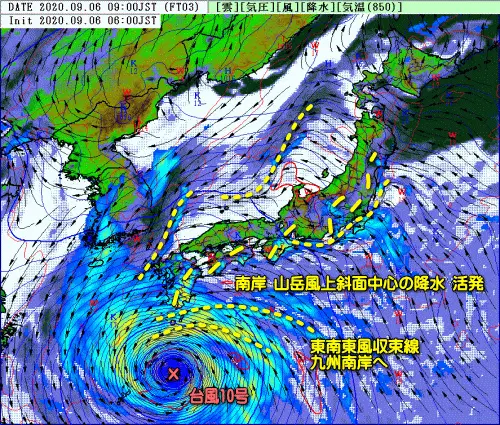 DATE 2020.09.06 09:00JST (FT03)
[雲][気圧][風][降水][気温(850)]
Init 2020.09.06 06:00JST
南岸 山岳風上斜面中心の降水 活発
東南東風収束線
九州南岸へ
台風10号